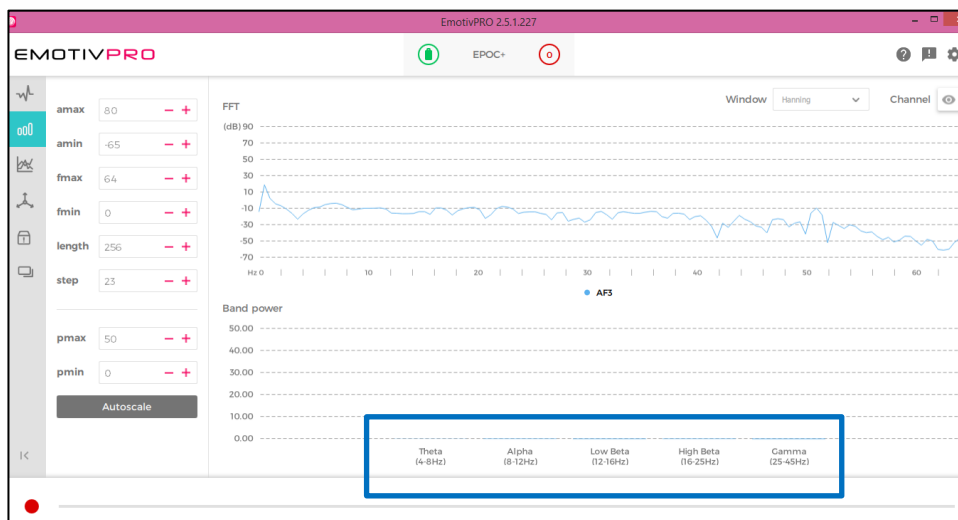 EmotivPRO 2.5.1.227
EMOTIVPRO
EPOC+
0
amax 80 − +
amin -65 − +
fmax 64 − +
fmin 0 − +
length 256 − +
step 23 − +
pmax 50 − +
pmin 0 − +
Autoscale
FFT
Window Hanning
Channel
(dB) 90
70
50
30
10
-10
-30
-50
-70
Hz 0 10 20 30 40 50 60
AF3
Band power
50.00
40.00
30.00
20.00
10.00
0.00
Theta Alpha Low Beta High Beta Gamma
(4-8Hz) (8-12Hz) (12-16Hz) (16-25Hz) (25-45Hz)